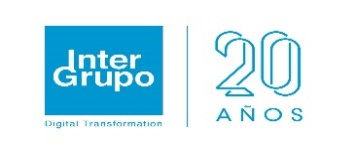 Inter
Grupo
Digital Transformation
20
AÑOS